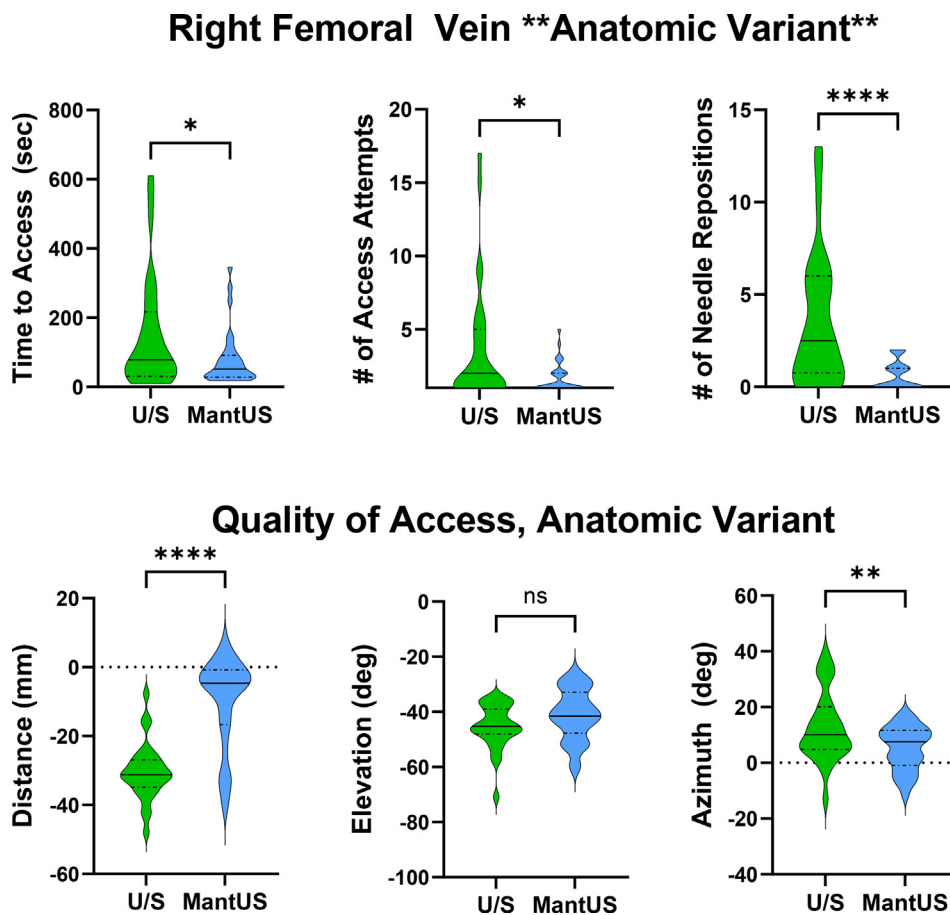 Right Femoral Vein **Anatomic Variant**
Time to Access (sec)
800
600
400
200
0
*
U/S MantUS
# of Access Attempts
20
15
10
5
*
U/S MantUS
# of Needle Repositions
15
10
5
0
****
U/S MantUS
Quality of Access, Anatomic Variant
Distance (mm)
20
0
-20
-40
-60
****
U/S MantUS
Elevation (deg)
0
-20
-40
-60
-80
-100
ns
U/S MantUS
Azimuth (deg)
60
40
20
0
-20
-40
**
U/S MantUS